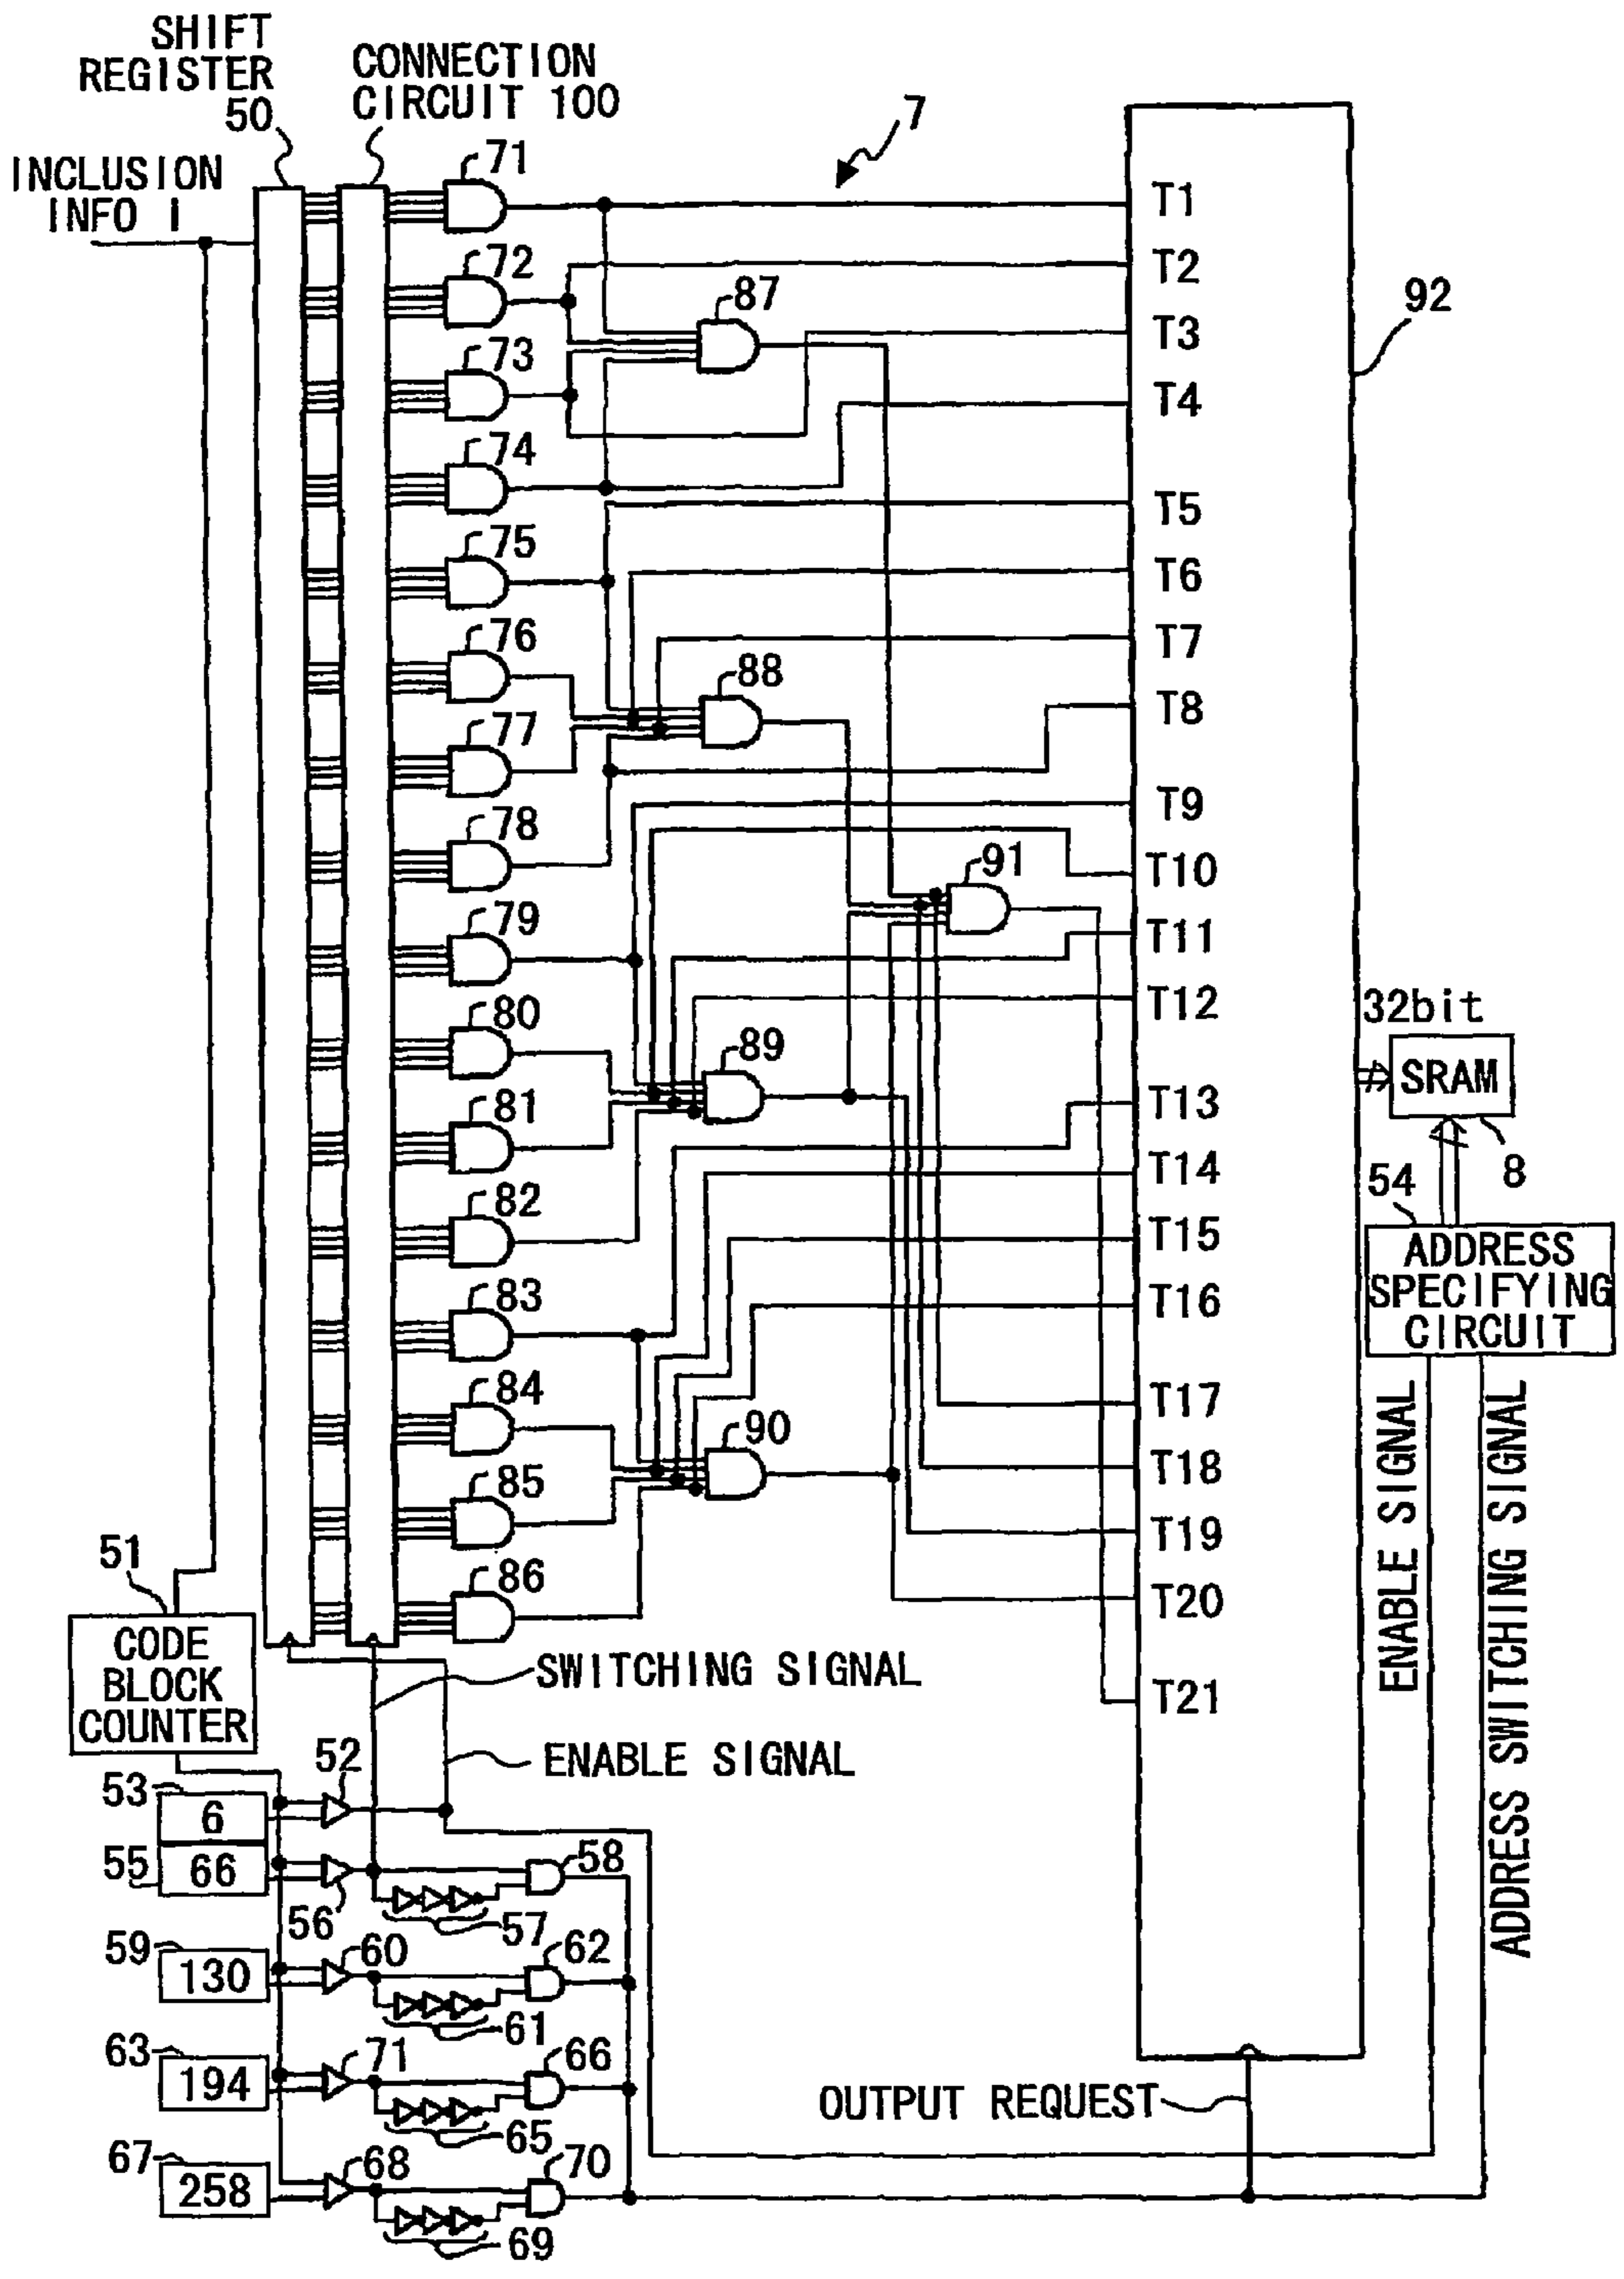 SHIFT
REGISTER
50
CONNECTION
CIRCUIT 100
INCLUSION
INFO I
7
71
72
73
74
75
76
77
78
79
80
81
82
83
84
85
86
87
88
89
90
91
92
T1
T2
T3
T4
T5
T6
T7
T8
T9
T10
T11
T12
T13
T14
T15
T16
T17
T18
T19
T20
T21
32bit
SRAM
8
54
ADDRESS
SPECIFYING
CIRCUIT
ENABLE SIGNAL
ADDRESS SWITCHING SIGNAL
51
CODE
BLOCK
COUNTER
SWITCHING SIGNAL
ENABLE SIGNAL
53
6
52
55
66
56
57
58
59
130
60
61
62
63
194
71
65
66
67
258
68
69
70
OUTPUT REQUEST